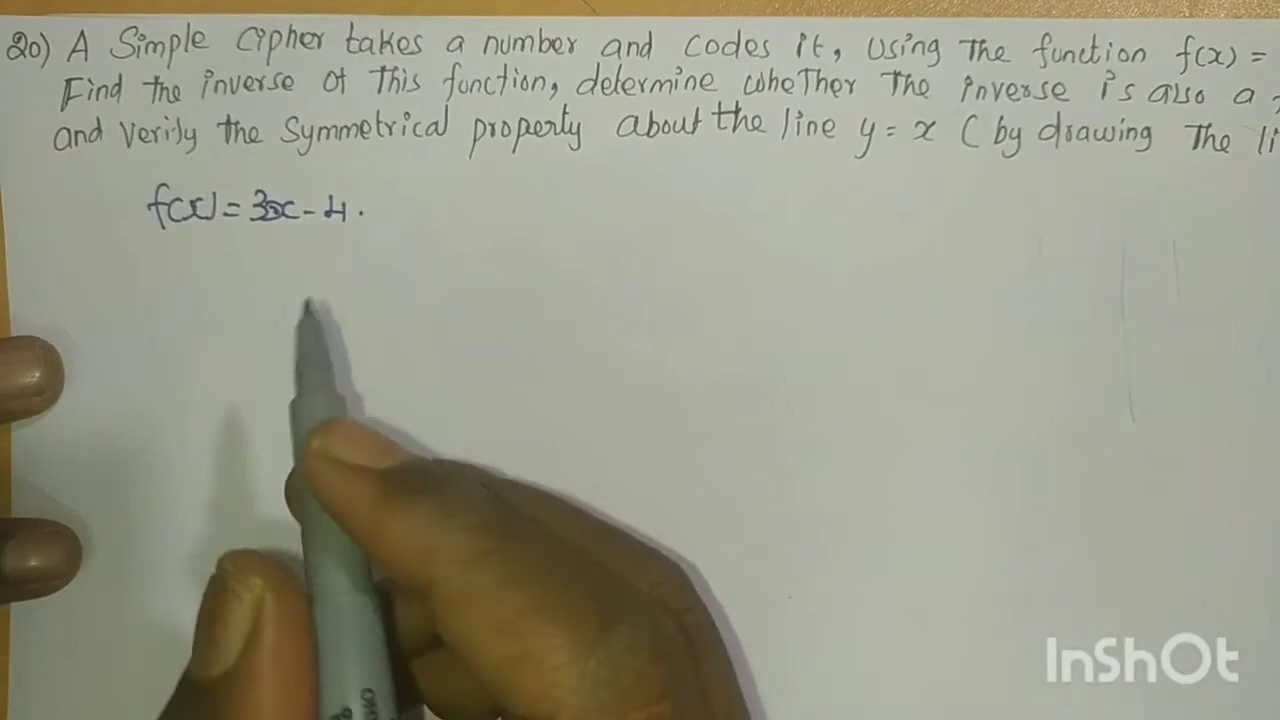 20) A Simple Cipher takes a number and codes it, Using The function f(x) =
Find the inverse of This function, determine whether The inverse is also a
and verify the Symmetrical property about the line y = x ( by drawing The li
f(x) = 3x - 4.
InShOt